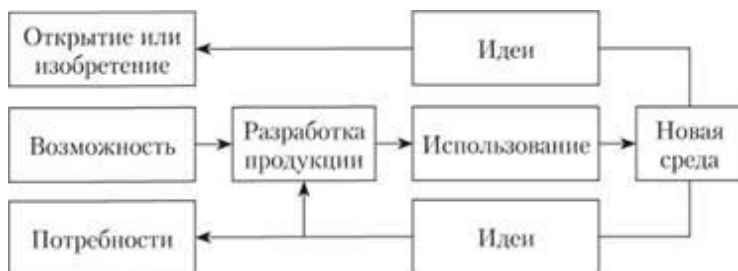 Открытие или
изобретение
Идеи
Возможность
Разработка
продукции
Использование
Новая
среда
Потребности
Идеи